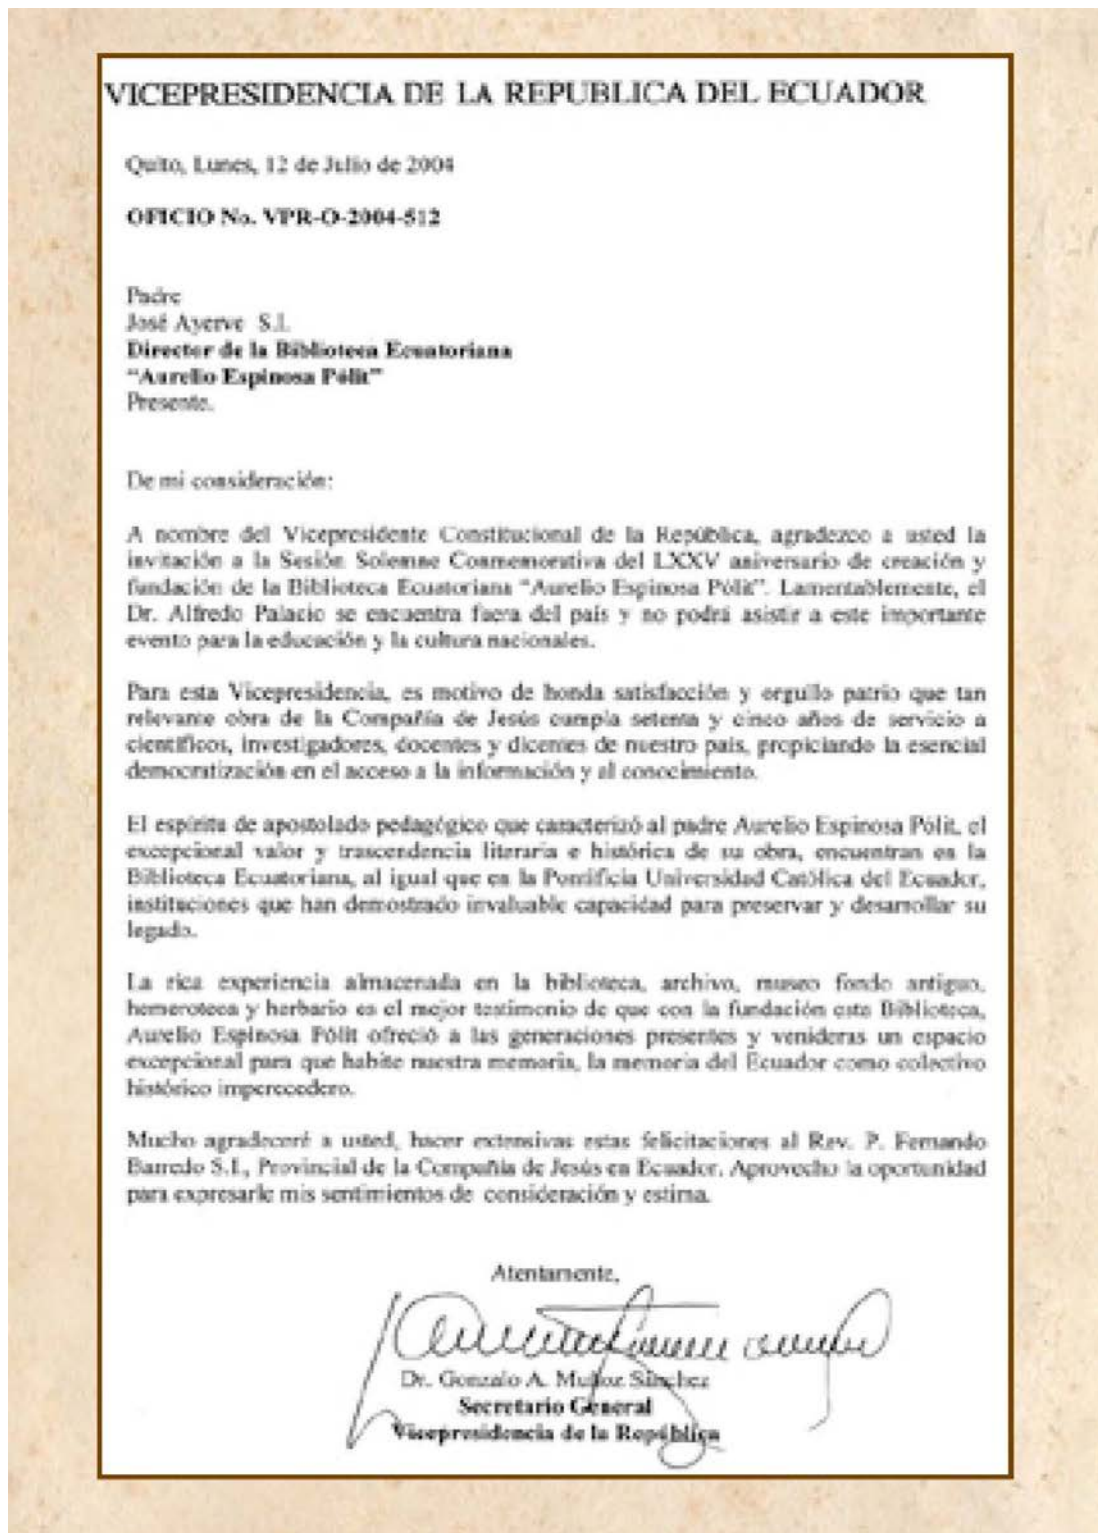 VICEPRESIDENCIA DE LA REPUBLICA DEL ECUADOR
Quito, Lunes, 12 de Julio de 2004
OFICIO No. VPR-O-2004-512
Padre
José Ayerve S.I.
Director de la Biblioteca Ecuatoriana
“Aurelio Espinosa Pólit”
Presente.
De mi consideración:
A nombre del Vicepresidente Constitucional de la República, agradezco a usted la
invitación a la Sesión Solemne Conmemorativa del LXXV aniversario de creación y
fundación de la Biblioteca Ecuatoriana “Aurelio Espinosa Pólit”. Lamentablemente, el
Dr. Alfredo Palacio se encuentra fuera del país y no podrá asistir a este importante
evento para la educación y la cultura nacionales.
Para esta Vicepresidencia, es motivo de honda satisfacción y orgullo patrio que tan
relevante obra de la Compañía de Jesús cumpla setenta y cinco años de servicio a
científicos, investigadores, docentes y dicentes de nuestro país, propiciando la esencial
democratización en el acceso a la información y al conocimiento.
El espíritu de apostolado pedagógico que caracterizó al padre Aurelio Espinosa Pólit, el
excepcional valor y trascendencia literaria e histórica de su obra, encuentran en la
Biblioteca Ecuatoriana, al igual que en la Pontificia Universidad Católica del Ecuador,
instituciones que han demostrado invaluable capacidad para preservar y desarrollar su
legado.
La rica experiencia almacenada en la biblioteca, archivo, museo fondo antiguo,
hemeroteca y herbario es el mejor testimonio de que con la fundación esta Biblioteca,
Aurelio Espinosa Pólit ofreció a las generaciones presentes y venideras un espacio
excepcional para que habite nuestra memoria, la memoria del Ecuador como colectivo
histórico imperecedero.
Mucho agradeceré a usted, hacer extensivas estas felicitaciones al Rev. P. Fernando
Barredo S.I., Provincial de la Compañía de Jesús en Ecuador. Aprovecho la oportunidad
para expresarle mis sentimientos de consideración y estima.
Atentamente,
Dr. Gonzalo A. Muñoz Sánchez
Secretario General
Vicepresidencia de la República